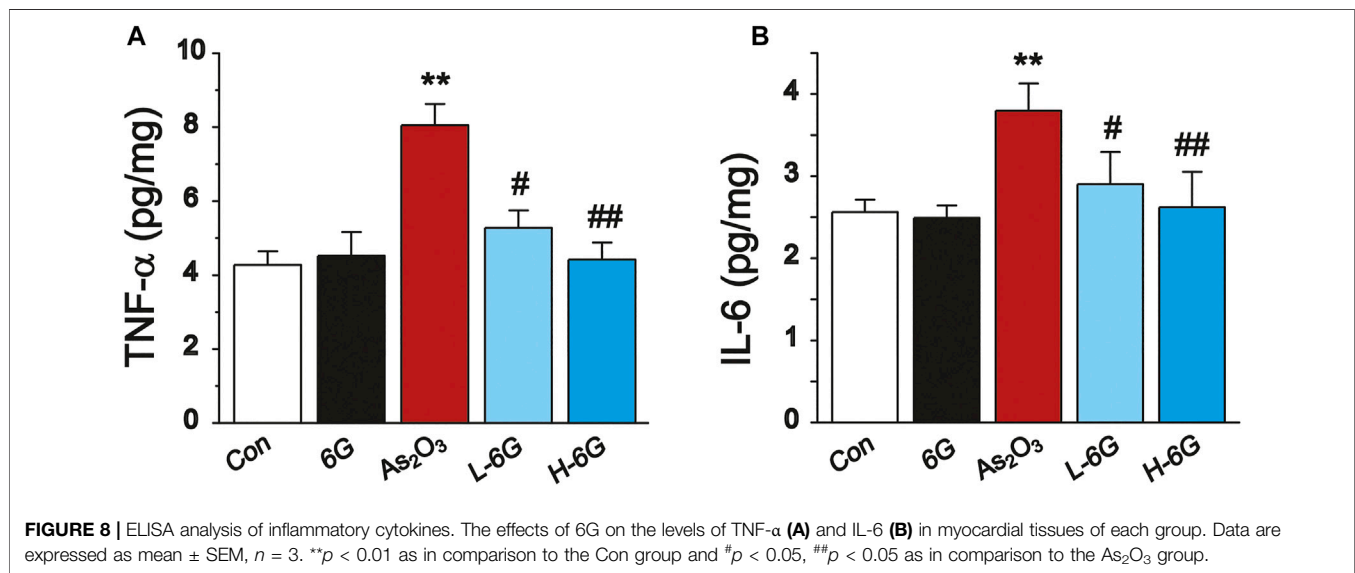 A
TNF-α (pg/mg)
10
8
6
4
2
0
**
#
##
Con
6G
As₂O₃
L-6G
H-6G
B
IL-6 (pg/mg)
4
3
2
1
0
**
#
##
Con
6G
As₂O₃
L-6G
H-6G
FIGURE 8 | ELISA analysis of inflammatory cytokines. The effects of 6G on the levels of TNF-α (A) and IL-6 (B) in myocardial tissues of each group. Data are
expressed as mean ± SEM, n = 3. **p < 0.01 as in comparison to the Con group and #p < 0.05, ##p < 0.05 as in comparison to the As₂O₃ group.